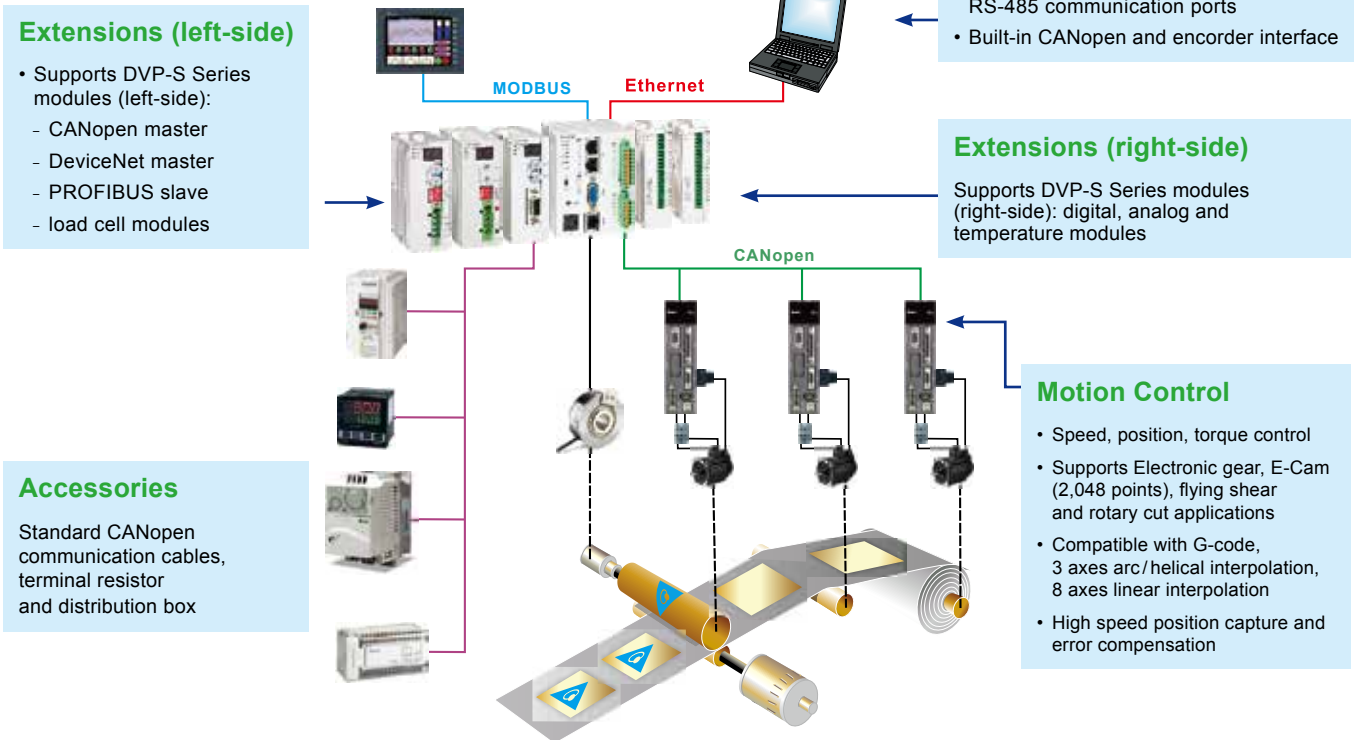 Extensions (left-side)
• Supports DVP-S Series
modules (left-side):
- CANopen master
- DeviceNet master
- PROFIBUS slave
- load cell modules
RS-485 communication ports
• Built-in CANopen and encorder interface
MODBUS
Ethernet
Extensions (right-side)
Supports DVP-S Series modules
(right-side): digital, analog and
temperature modules
CANopen
Motion Control
• Speed, position, torque control
• Supports Electronic gear, E-Cam
(2,048 points), flying shear
and rotary cut applications
• Compatible with G-code,
3 axes arc/helical interpolation,
8 axes linear interpolation
• High speed position capture and
error compensation
Accessories
Standard CANopen
communication cables,
terminal resistor
and distribution box